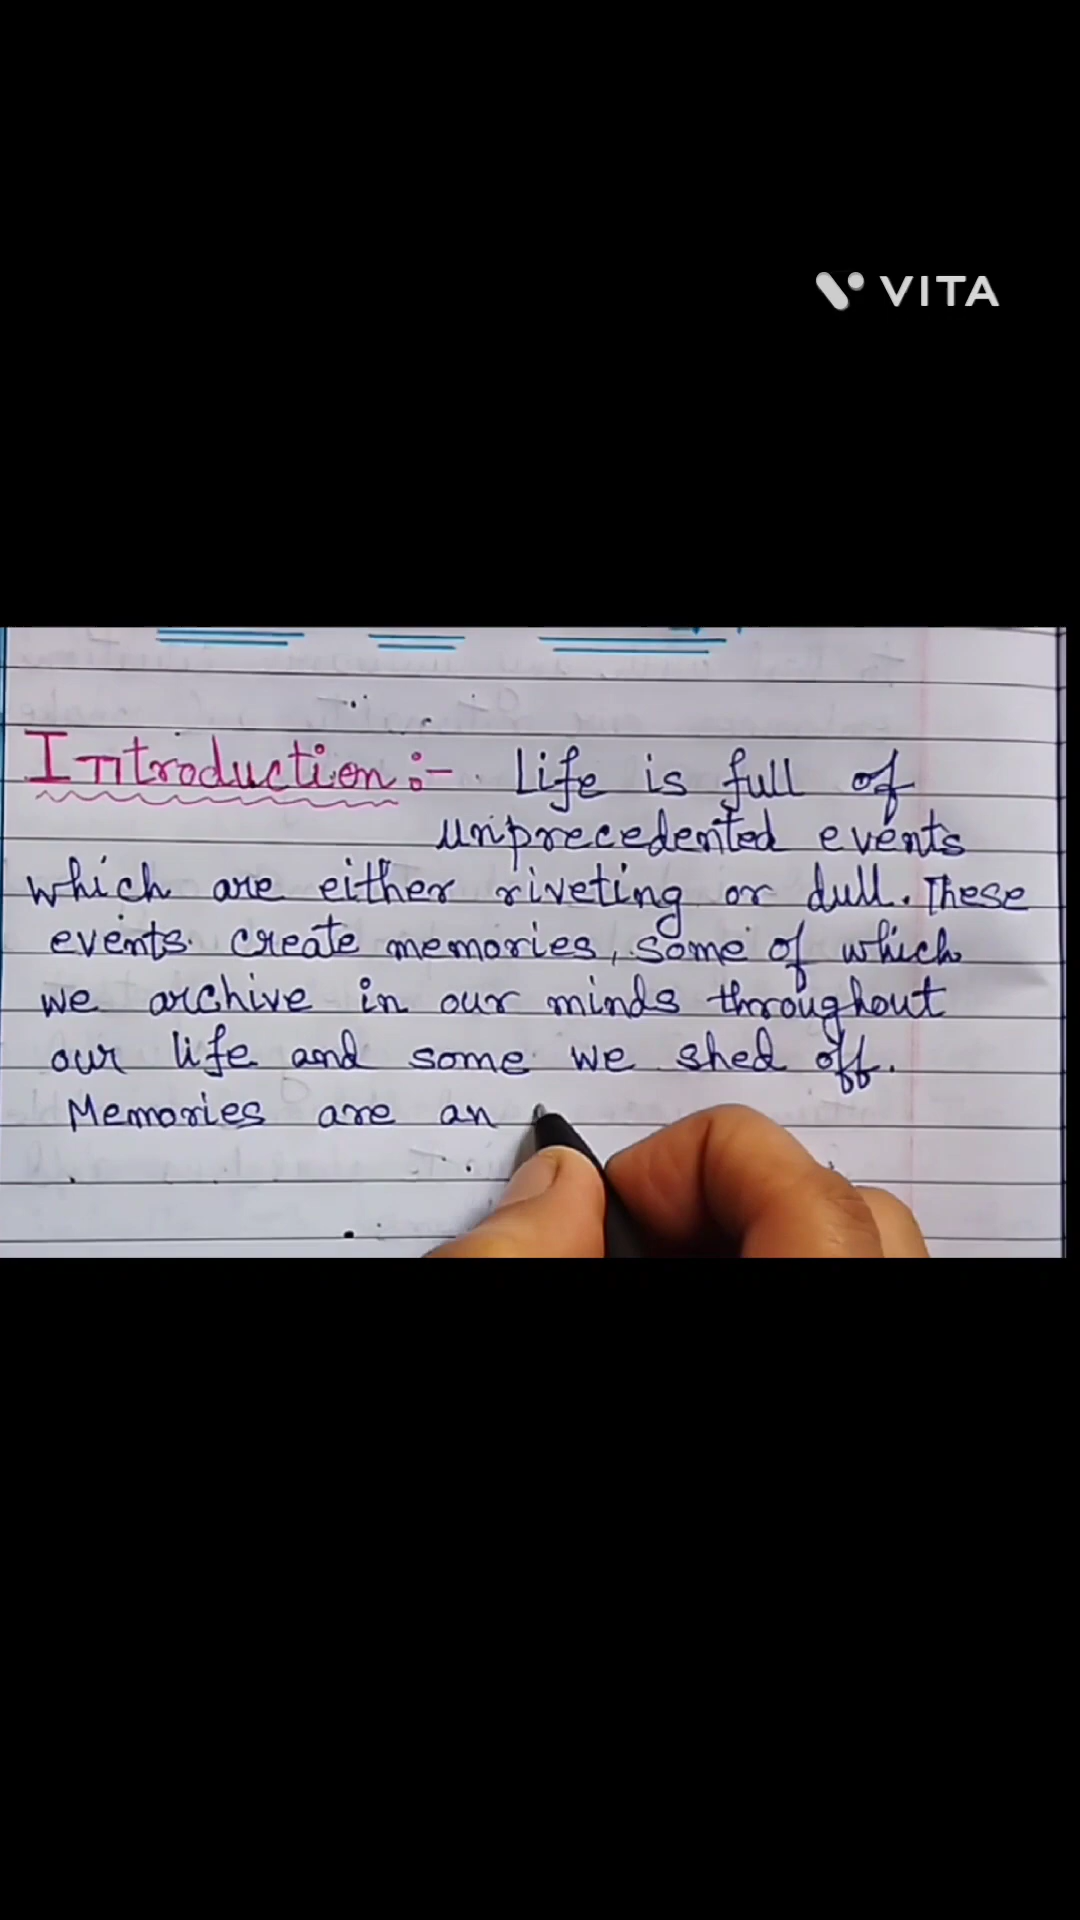 VITA
Introduction :- Life is full of
unprecedented events
which are either riveting or dull. These
events create memories, some of which
we archive in our minds throughout
our life and some we shed off.
Memories are an